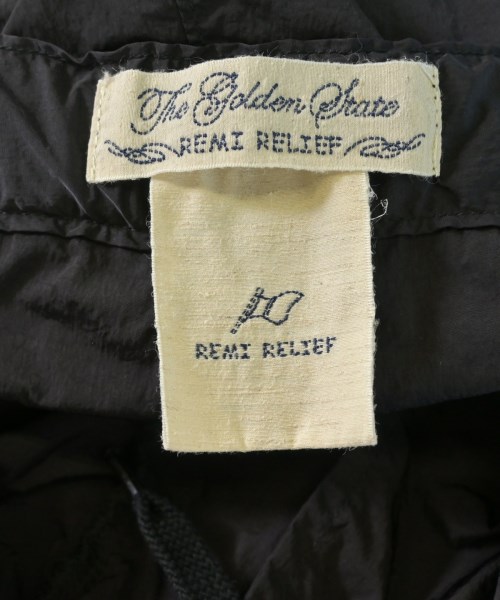 The Golden State
REMI RELIEF
REMI RELIEF